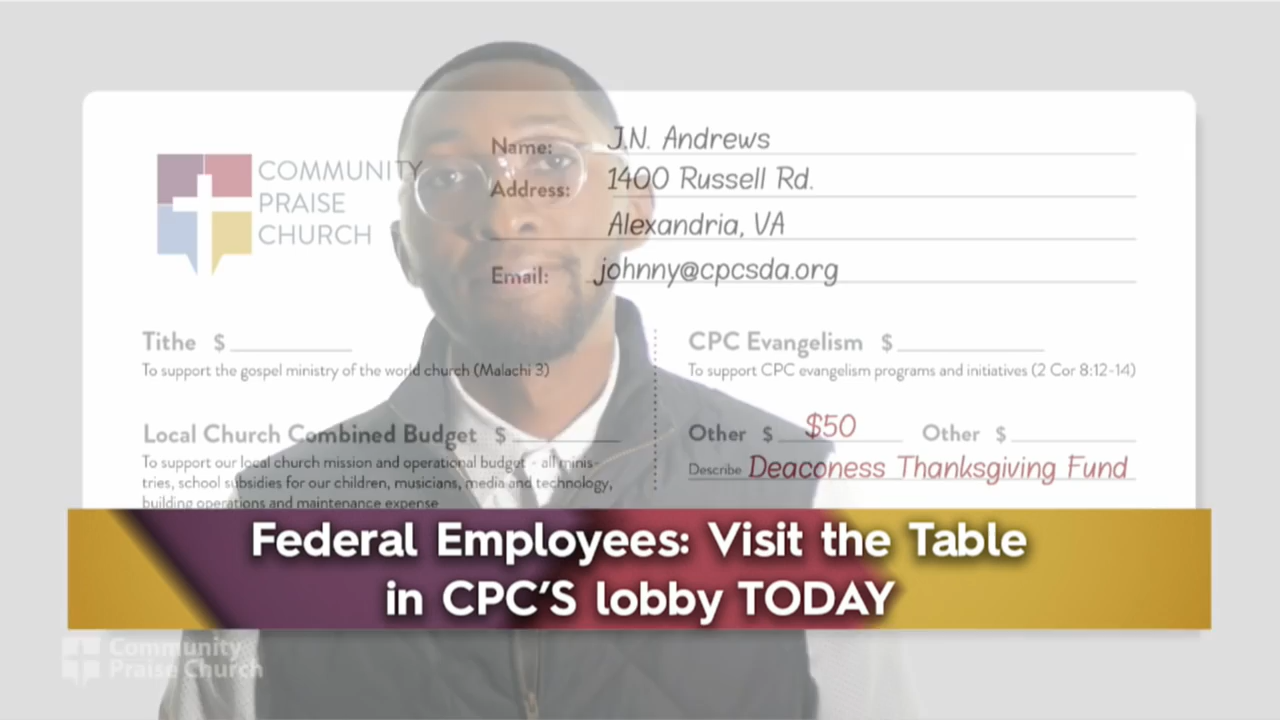 COMMUNITY
PRAISE
CHURCH
Name: J.N. Andrews
Address: 1400 Russell Rd.
Alexandria, VA
Email: johnny@cpcsda.org
Tithe $
To support the gospel ministry of the world church (Malachi 3)
Local Church Combined Budget $
To support our local church mission and operational budget - all minis-
tries, school subsidies for our children, musicians, media and technology,
building operations and maintenance expense
CPC Evangelism $
To support CPC evangelism programs and initiatives (2 Cor 8:12-14)
Other $ $50 Other $
Describe Deaconess Thanksgiving Fund
Federal Employees: Visit the Table
in CPC'S lobby TODAY
Community
Praise Church